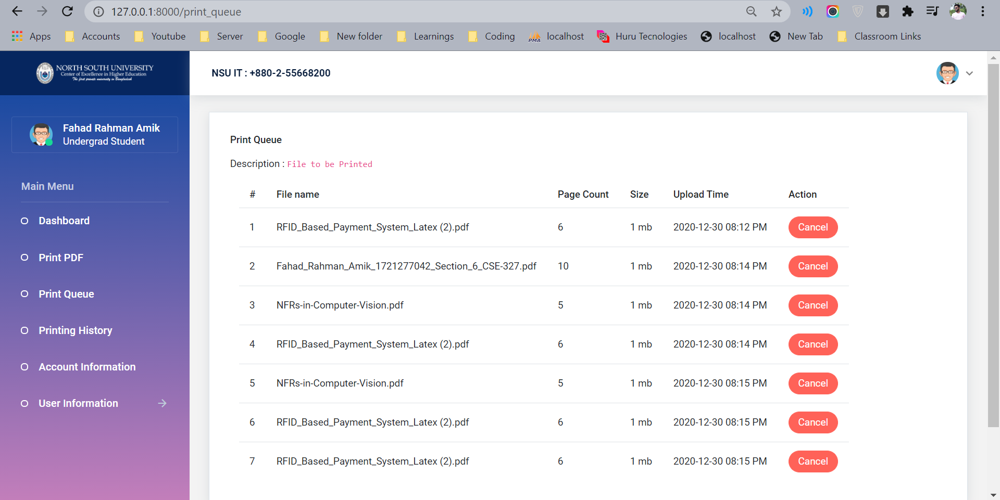 127.0.0.1:8000/print_queue
Apps Accounts Youtube Server Google New folder Learnings Coding localhost Huru Tecnologies localhost New Tab Classroom Links
NORTH SOUTH UNIVERSITY
Center of Excellence in Higher Education
The first private university in Bangladesh
NSU IT : +880-2-55668200
Fahad Rahman Amik
Undergrad Student
Main Menu
Dashboard
Print PDF
Print Queue
Printing History
Account Information
User Information
Print Queue
Description : File to be Printed
# File name Page Count Size Upload Time Action
1 RFID_Based_Payment_System_Latex (2).pdf 6 1 mb 2020-12-30 08:12 PM Cancel
2 Fahad_Rahman_Amik_1721277042_Section_6_CSE-327.pdf 10 1 mb 2020-12-30 08:14 PM Cancel
3 NFRs-in-Computer-Vision.pdf 5 1 mb 2020-12-30 08:14 PM Cancel
4 RFID_Based_Payment_System_Latex (2).pdf 6 1 mb 2020-12-30 08:14 PM Cancel
5 NFRs-in-Computer-Vision.pdf 5 1 mb 2020-12-30 08:15 PM Cancel
6 RFID_Based_Payment_System_Latex (2).pdf 6 1 mb 2020-12-30 08:15 PM Cancel
7 RFID_Based_Payment_System_Latex (2).pdf 6 1 mb 2020-12-30 08:15 PM Cancel